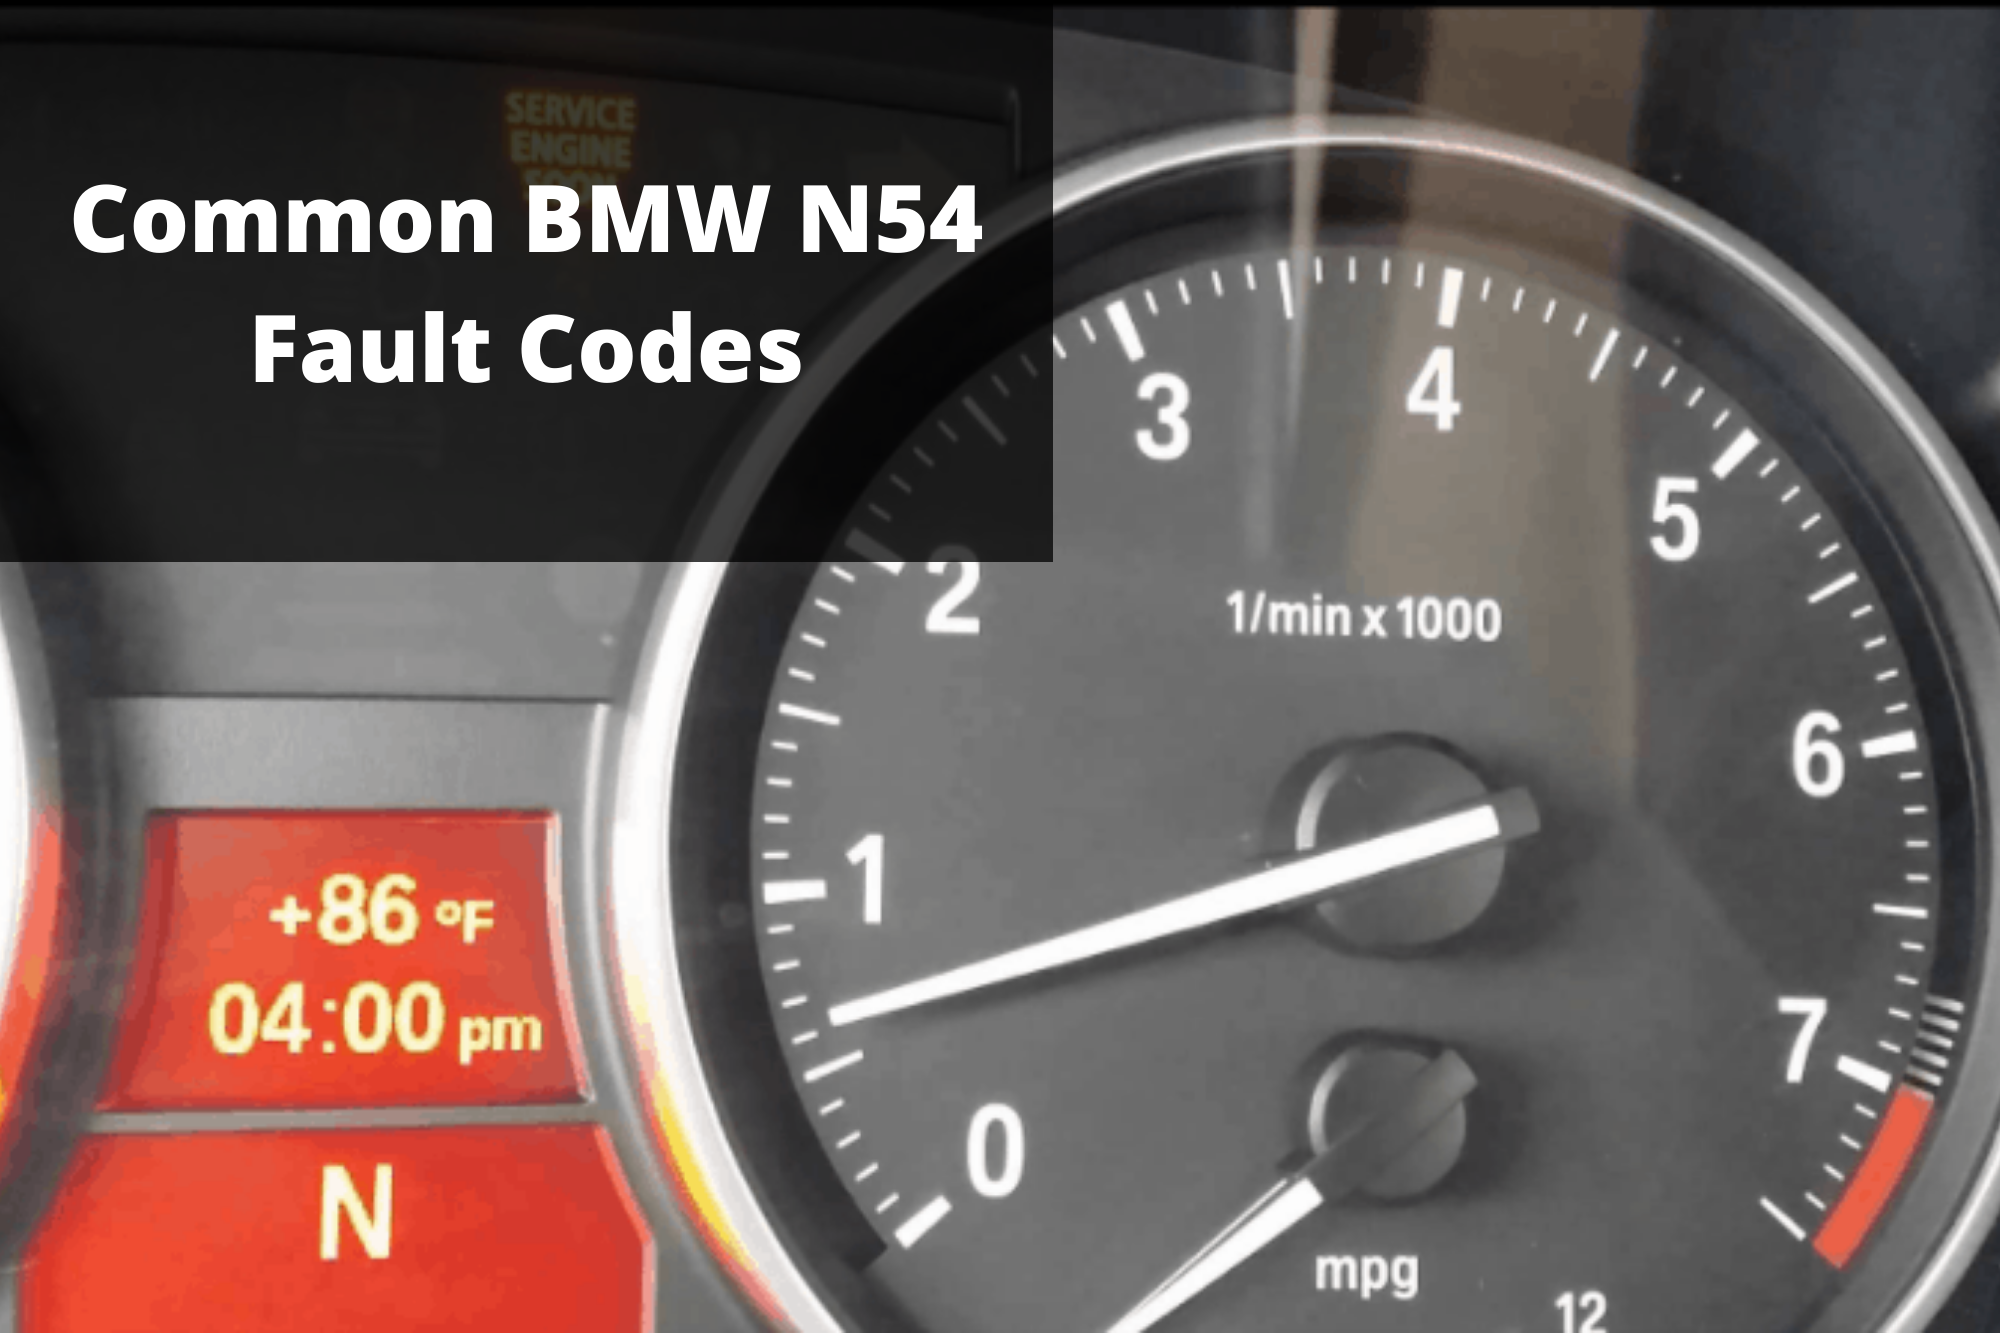 SERVICE
ENGINE
SOON
Common BMW N54
Fault Codes
3
4
5
2
1/min x 1000
6
1
+86 °F
04:00 pm
7
0
N
mpg
12